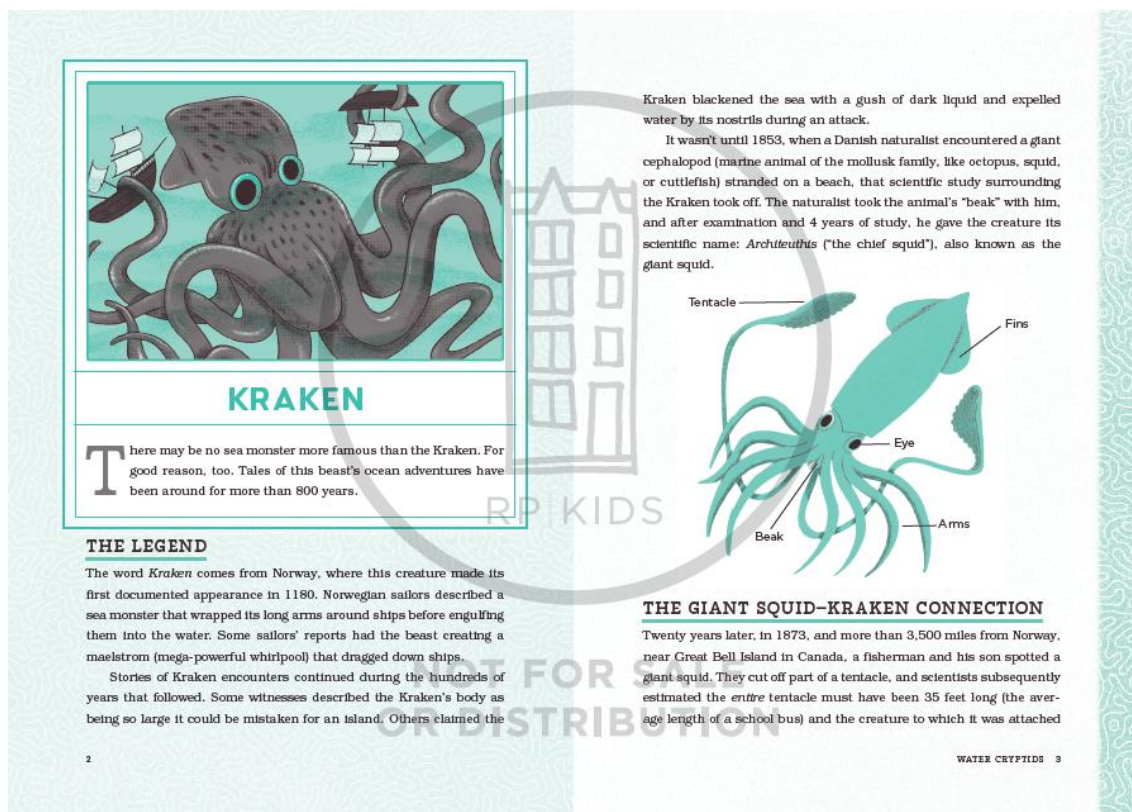 KRAKEN
There may be no sea monster more famous than the Kraken. For
good reason, too. Tales of this beast's ocean adventures have
been around for more than 800 years.
THE LEGEND
The word Kraken comes from Norway, where this creature made its
first documented appearance in 1180. Norwegian sailors described a
sea monster that wrapped its long arms around ships before engulfing
them into the water. Some sailors' reports had the beast creating a
maelstrom (mega-powerful whirlpool) that dragged down ships.
Stories of Kraken encounters continued during the hundreds of
years that followed. Some witnesses described the Kraken's body as
being so large it could be mistaken for an island. Others claimed the
2
Kraken blackened the sea with a gush of dark liquid and expelled
water by its nostrils during an attack.
It wasn't until 1853, when a Danish naturalist encountered a giant
cephalopod (marine animal of the mollusk family, like octopus, squid,
or cuttlefish) stranded on a beach, that scientific study surrounding
the Kraken took off. The naturalist took the animal's "beak" with him,
and after examination and 4 years of study, he gave the creature its
scientific name: Architeuthis ("the chief squid"), also known as the
giant squid.
Tentacle
Fins
Eye
Beak
Arms
THE GIANT SQUID–KRAKEN CONNECTION
Twenty years later, in 1873, and more than 3,500 miles from Norway,
near Great Bell Island in Canada, a fisherman and his son spotted a
giant squid. They cut off part of a tentacle, and scientists subsequently
estimated the entire tentacle must have been 35 feet long (the aver-
age length of a school bus) and the creature to which it was attached
WATER CRYPTIDS 3
RP|KIDS
NOT FOR SALE
OR DISTRIBUTION